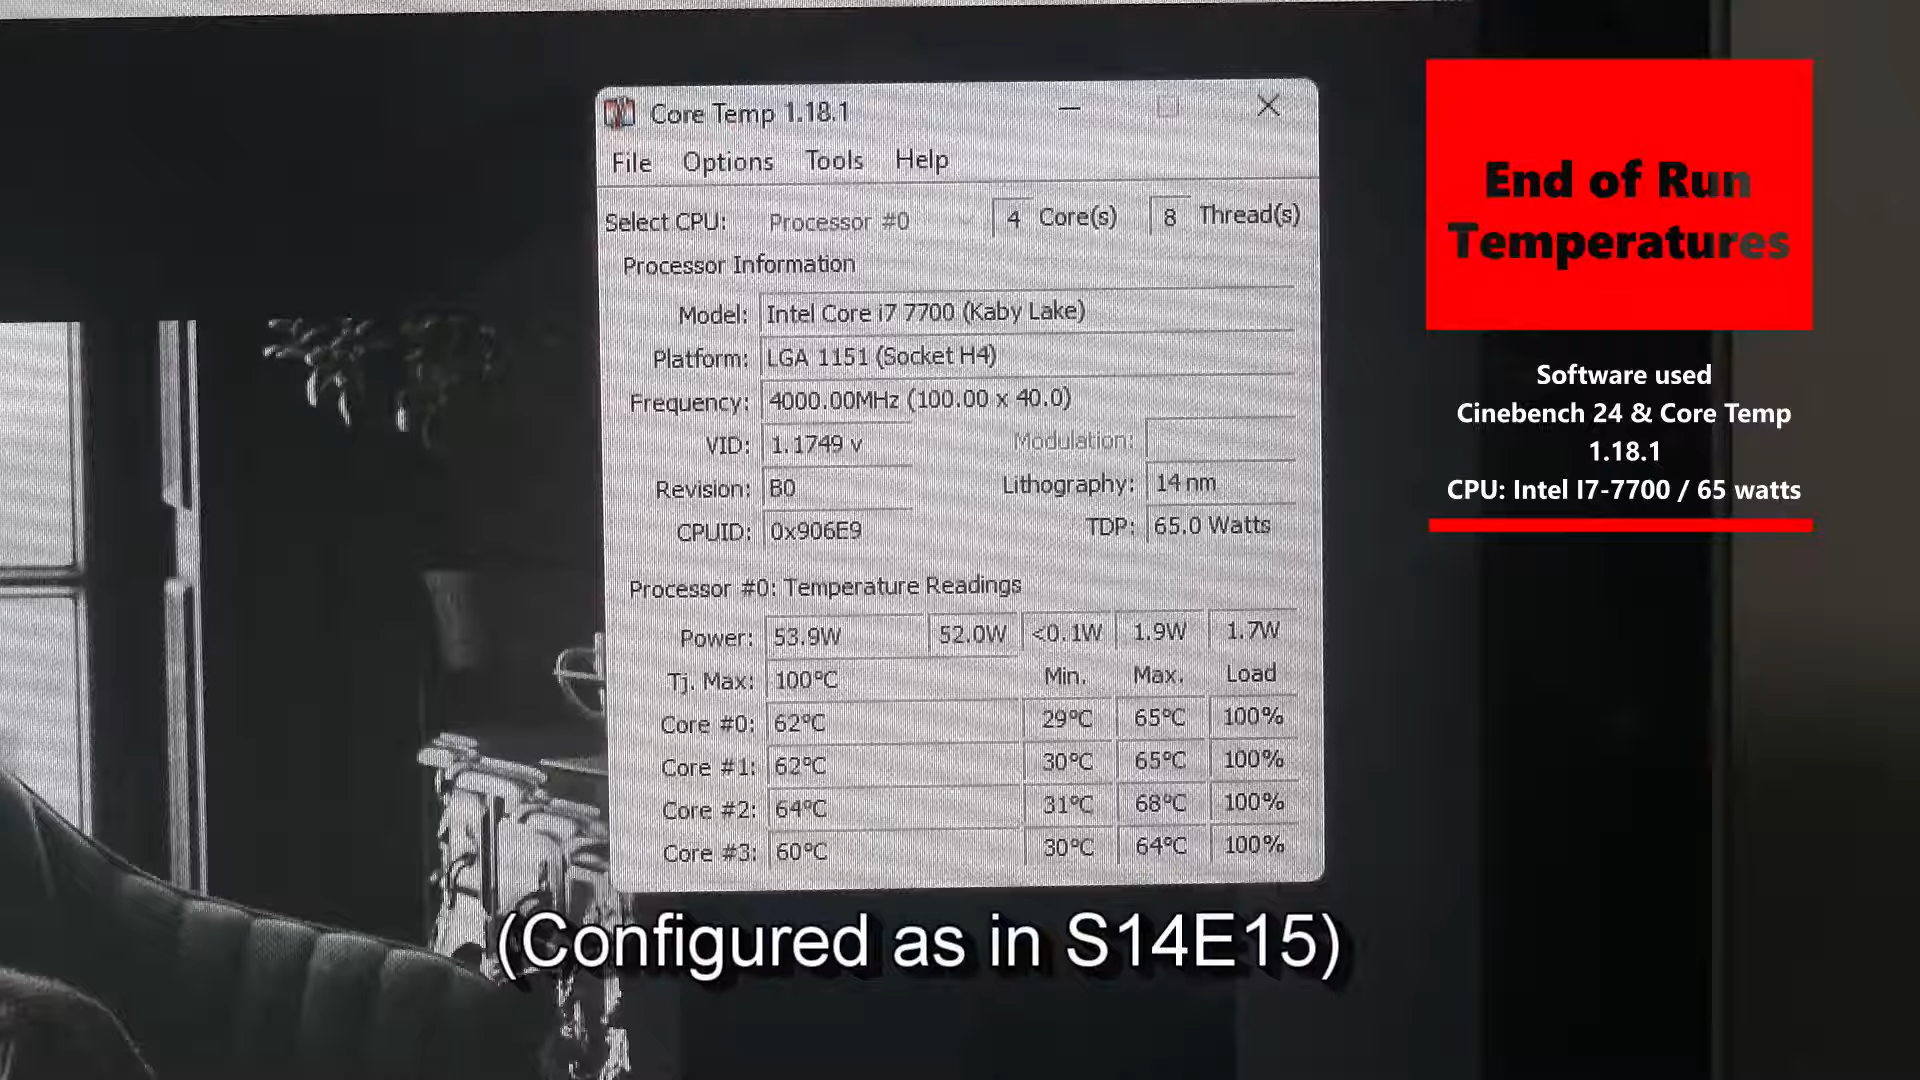 Core Temp 1.18.1
File Options Tools Help
Select CPU: Processor #0 4 Core(s) 8 Thread(s)
Processor Information
Model: Intel Core i7 7700 (Kaby Lake)
Platform: LGA 1151 (Socket H4)
Frequency: 4000.00MHz (100.00 x 40.0)
VID: 1.1749 v Modulation:
Revision: B0 Lithography: 14 nm
CPUID: 0x906E9 TDP: 65.0 Watts
Processor #0: Temperature Readings
Power: 53.9W 52.0W <0.1W 1.9W 1.7W
Tj. Max: 100°C Min. Max. Load
Core #0: 62°C 29°C 65°C 100%
Core #1: 62°C 30°C 65°C 100%
Core #2: 64°C 31°C 68°C 100%
Core #3: 60°C 30°C 64°C 100%
End of Run
Temperatures
Software used
Cinebench 24 & Core Temp
1.18.1
CPU: Intel I7-7700 / 65 watts
(Configured as in S14E15)